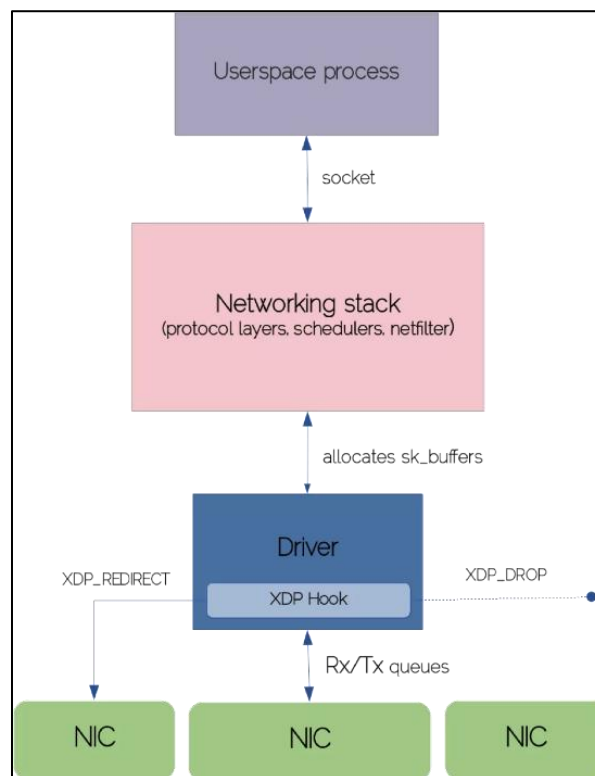 Userspace process
socket
Networking stack
(protocol layers, schedulers, netfilter)
allocates sk_buffers
Driver
XDP_REDIRECT
XDP_DROP
XDP Hook
Rx/Tx queues
NIC
NIC
NIC